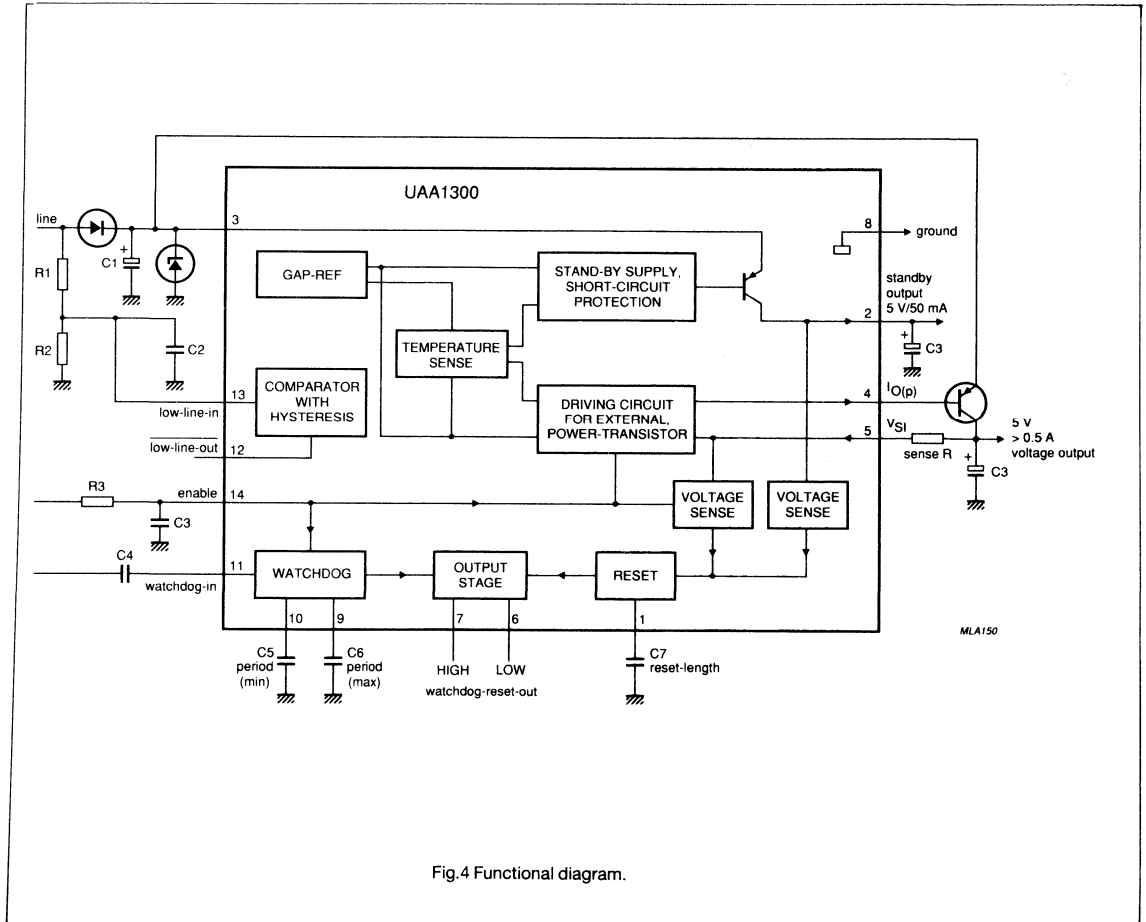 UAA1300
line
3
8
ground
R1
C1
+
GAP-REF
STAND-BY SUPPLY,
SHORT-CIRCUIT
PROTECTION
standby
output
5 V/50 mA
2
+
C3
R2
C2
TEMPERATURE
SENSE
COMPARATOR
WITH
HYSTERESIS
13
low-line-in
low-line-out
12
DRIVING CIRCUIT
FOR EXTERNAL,
POWER-TRANSISTOR
4
IO(p)
5
VSI
sense R
5 V
> 0.5 A
voltage output
+
C3
R3
enable
14
C3
VOLTAGE
SENSE
VOLTAGE
SENSE
C4
11
watchdog-in
WATCHDOG
OUTPUT
STAGE
RESET
10
9
7
6
1
MLA150
C5
period
(min)
C6
period
(max)
HIGH
LOW
watchdog-reset-out
C7
reset-length
Fig.4 Functional diagram.